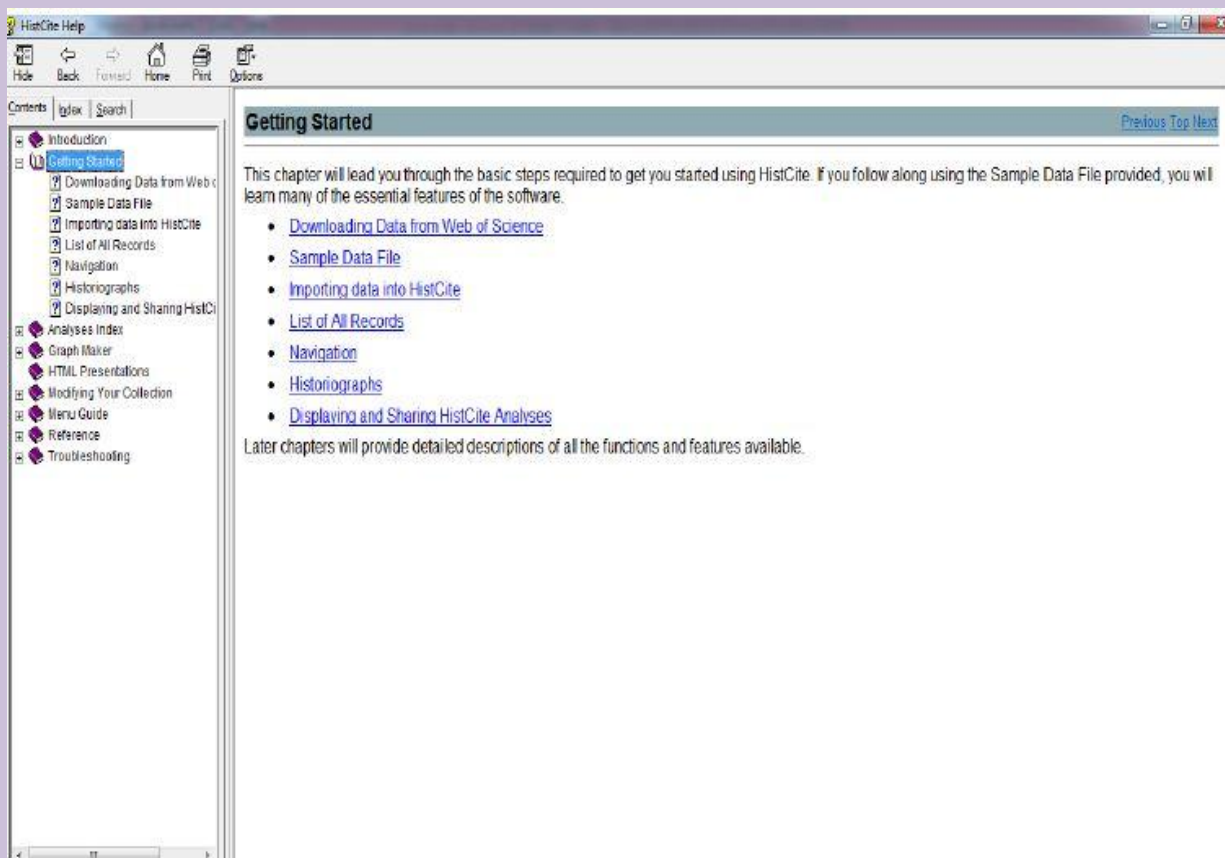 HistCite Help
Hide Back Forward Home Print Options
Contents Index Search
Introduction
Getting Started
Downloading Data from Web o
Sample Data File
Importing data into HistCite
List of All Records
Navigation
Historiographs
Displaying and Sharing HistCi
Analyses Index
Graph Maker
HTML Presentations
Modifying Your Collection
Menu Guide
Reference
Troubleshooting
Getting Started
Previous Top Next
This chapter will lead you through the basic steps required to get you started using HistCite. If you follow along using the Sample Data File provided, you will
learn many of the essential features of the software.
• Downloading Data from Web of Science
• Sample Data File
• Importing data into HistCite
• List of All Records
• Navigation
• Historiographs
• Displaying and Sharing HistCite Analyses
Later chapters will provide detailed descriptions of all the functions and features available.